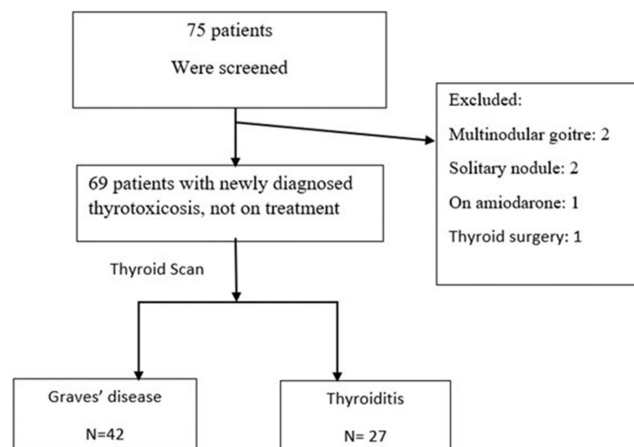 75 patients
Were screened
Excluded:
Multinodular goitre: 2
Solitary nodule: 2
On amiodarone: 1
Thyroid surgery: 1
69 patients with newly diagnosed
thyrotoxicosis, not on treatment
Thyroid Scan
Graves’ disease
N=42
Thyroiditis
N= 27